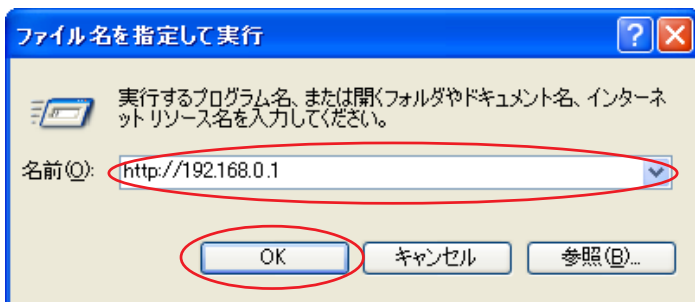 ファイル名を指定して実行
実行するプログラム名、または開くフォルダやドキュメント名、インターネ
ットリソース名を入力してください。
名前(O): http://192.168.0.1
OK キャンセル 参照(B)...